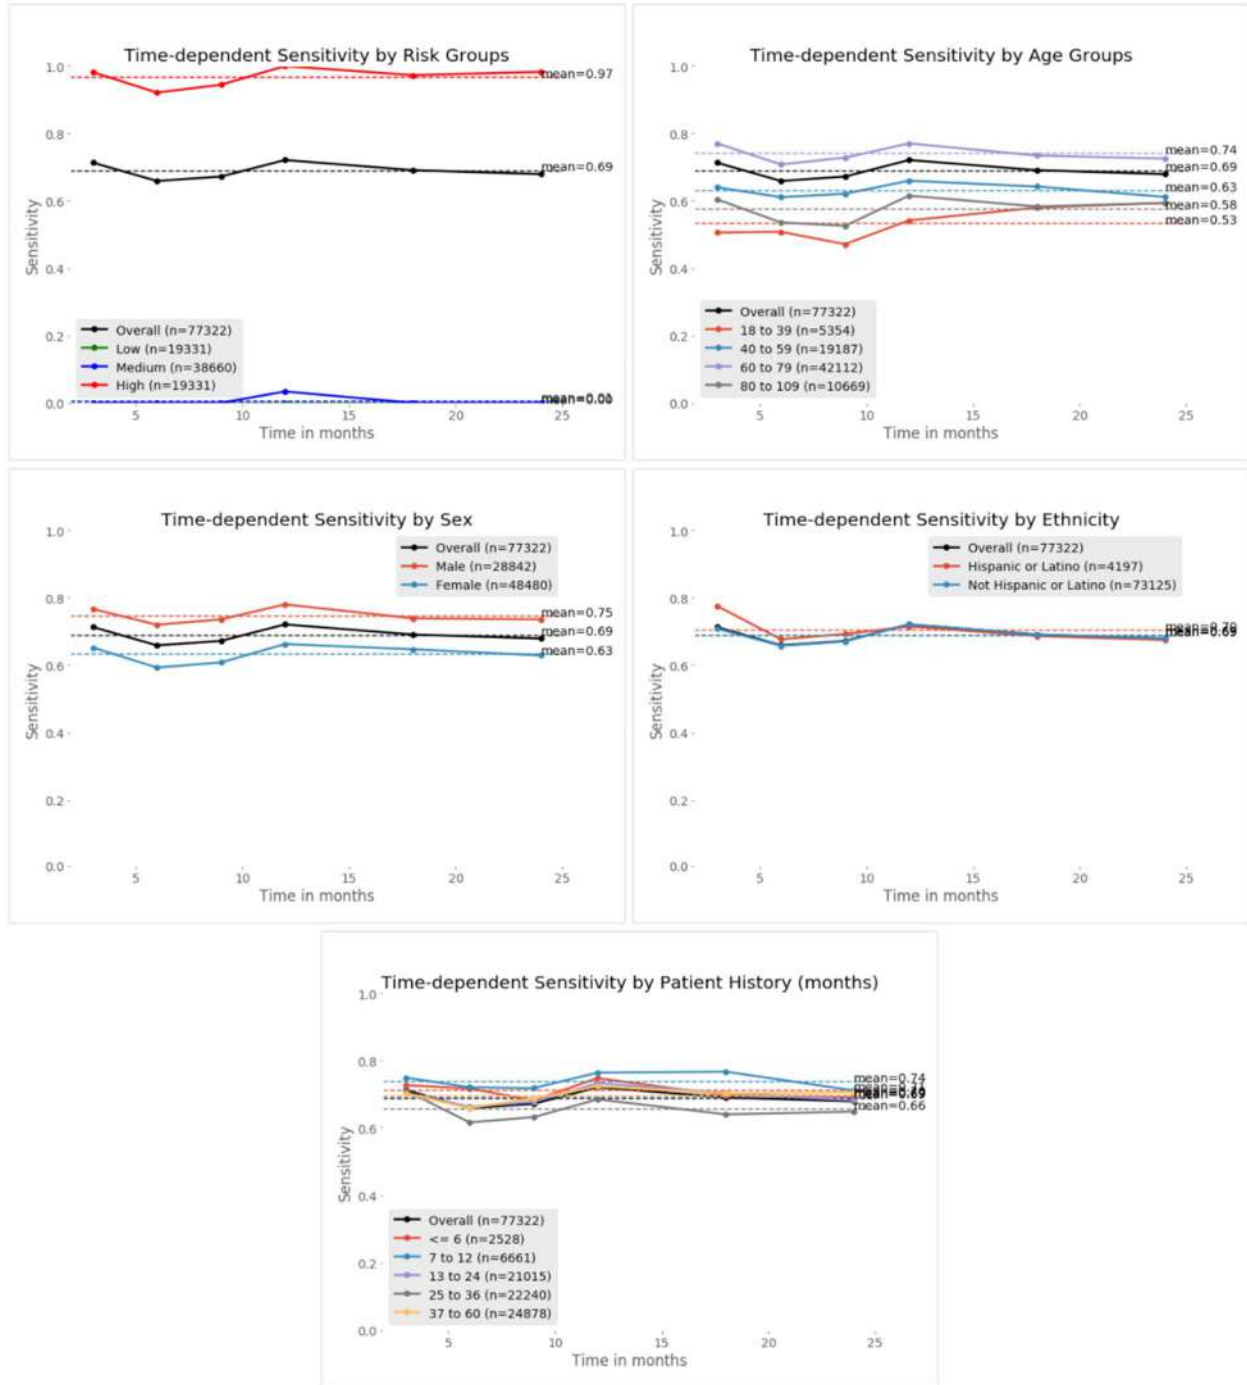 Time-dependent Sensitivity by Risk Groups
1.0
0.8
0.6
0.4
0.2
0.0
Sensitivity
mean=0.97
mean=0.69
mean=0.01
Overall (n=77322)
Low (n=19331)
Medium (n=38660)
High (n=19331)
5
10
15
20
25
Time in months
Time-dependent Sensitivity by Age Groups
1.0
0.8
0.6
0.4
0.2
0.0
Sensitivity
mean=0.74
mean=0.69
mean=0.63
mean=0.58
mean=0.53
Overall (n=77322)
18 to 39 (n=5354)
40 to 59 (n=19187)
60 to 79 (n=42112)
80 to 109 (n=10669)
5
10
15
20
25
Time in months
Time-dependent Sensitivity by Sex
1.0
0.8
0.6
0.4
0.2
0.0
Sensitivity
Overall (n=77322)
Male (n=28842)
Female (n=48480)
mean=0.75
mean=0.69
mean=0.63
5
10
15
20
25
Time in months
Time-dependent Sensitivity by Ethnicity
1.0
0.8
0.6
0.4
0.2
0.0
Sensitivity
Overall (n=77322)
Hispanic or Latino (n=4197)
Not Hispanic or Latino (n=73125)
mean=0.70
mean=0.69
5
10
15
20
25
Time in months
Time-dependent Sensitivity by Patient History (months)
1.0
0.8
0.6
0.4
0.2
0.0
Sensitivity
mean=0.74
mean=0.69
mean=0.66
Overall (n=77322)
<= 6 (n=2528)
7 to 12 (n=6661)
13 to 24 (n=21015)
25 to 36 (n=22240)
37 to 60 (n=24878)
5
10
15
20
25
Time in months